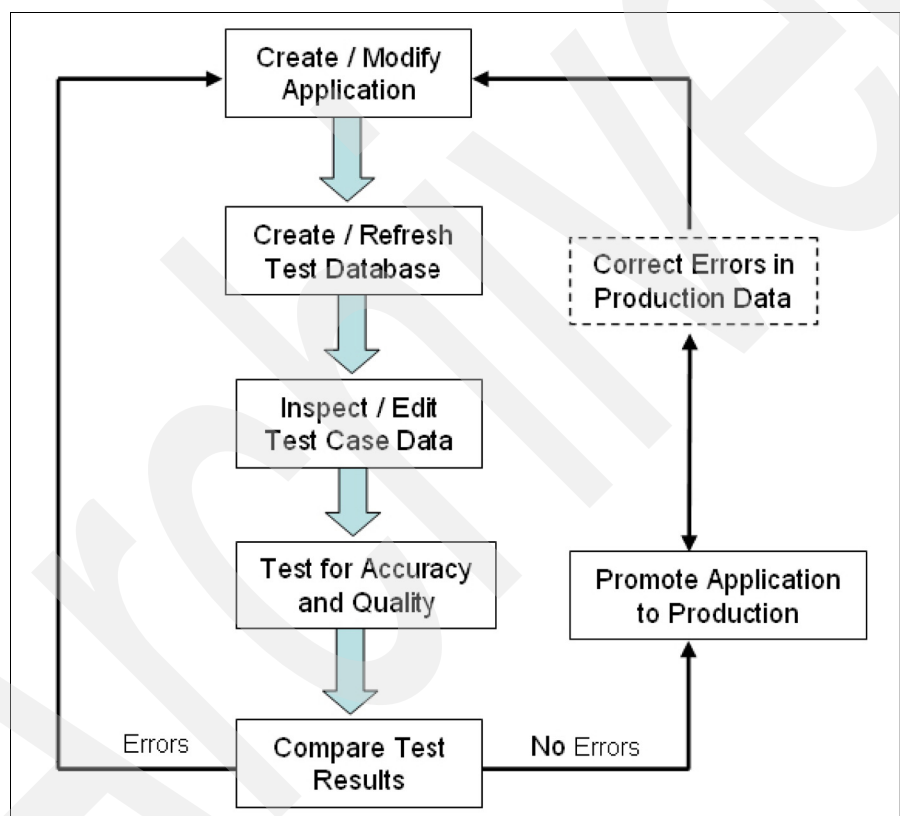 Create / Modify
Application
Create / Refresh
Test Database
Correct Errors in
Production Data
Inspect / Edit
Test Case Data
Test for Accuracy
and Quality
Promote Application
to Production
Errors
Compare Test
Results
No Errors